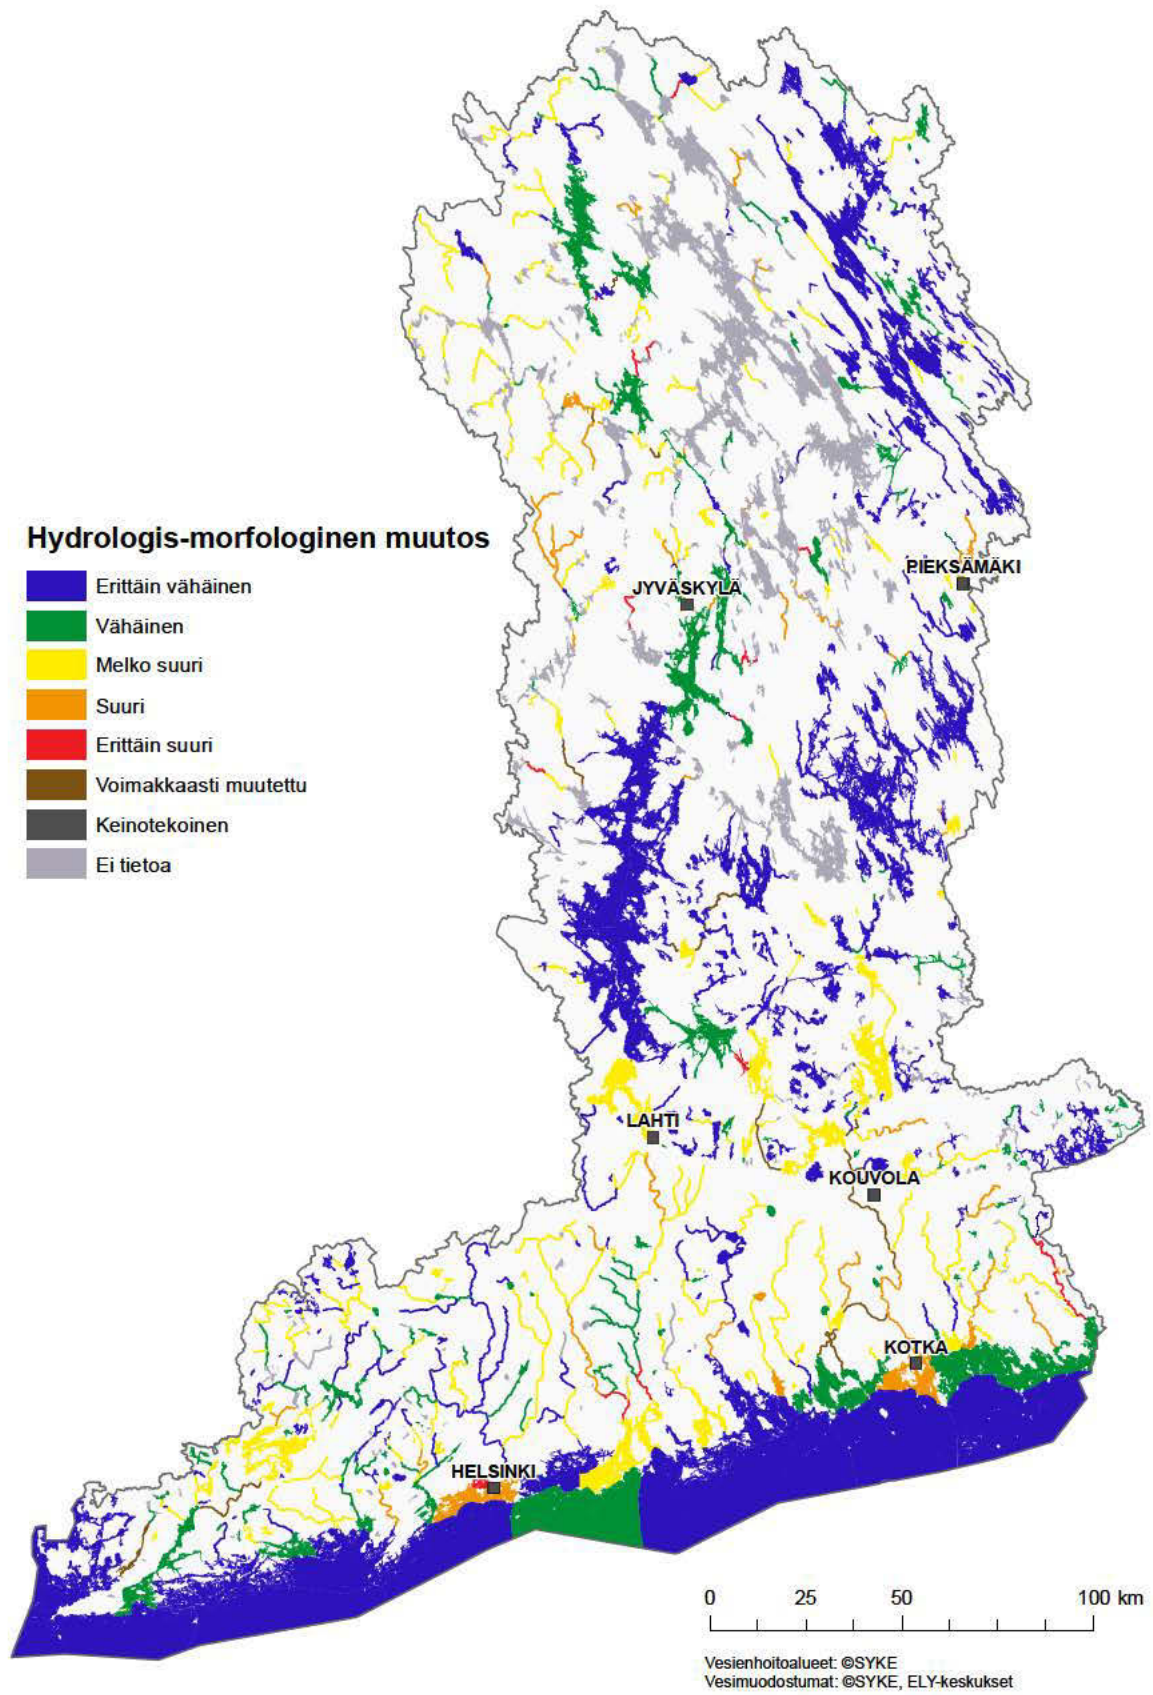 Hydrologis-morfologinen muutos
Erittäin vähäinen
Vähäinen
Melko suuri
Suuri
Erittäin suuri
Voimakkaasti muutettu
Keinotekoinen
Ei tietoa
PIEKSÄMÄKI
JYVÄSKYLÄ
LAHTI
KOUVOLA
KOTKA
HELSINKI
0 25 50 100 km
Vesienhoitoalueet: ©SYKE
Vesimuodostumat: ©SYKE, ELY-keskukset